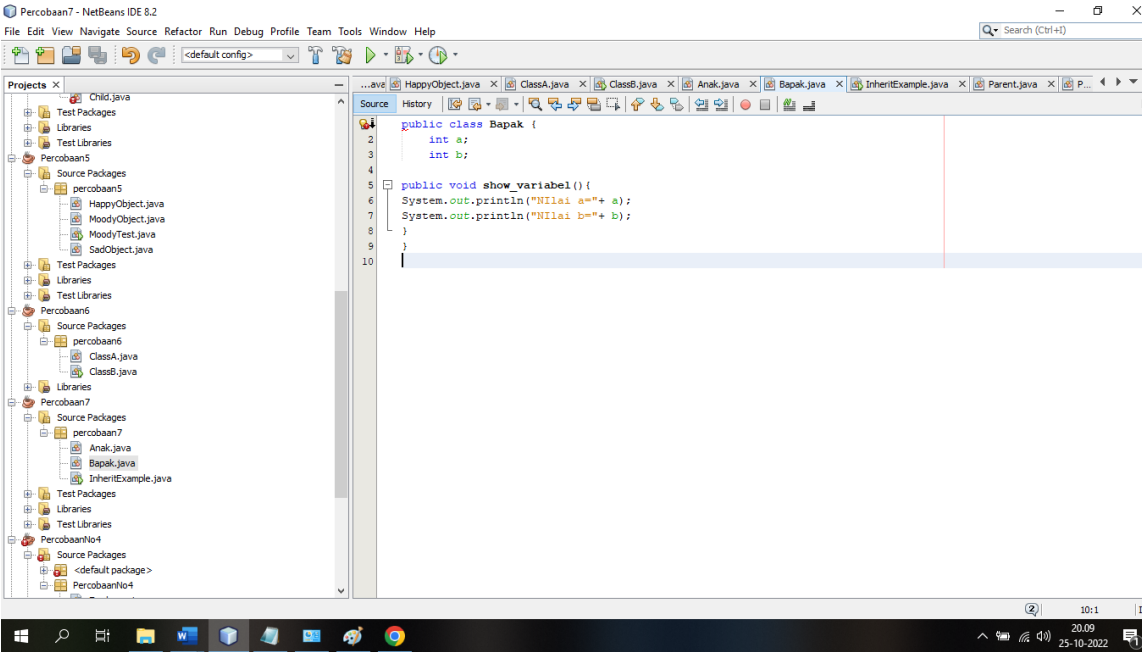 Percobaan7 - NetBeans IDE 8.2
File Edit View Navigate Source Refactor Run Debug Profile Team Tools Window Help
Search (Ctrl+I)
<default config>
Projects
...ava HappyObject.java ClassA.java ClassB.java Anak.java Bapak.java InheritExample.java Parent.java P...
Source History
Child.java
Test Packages
Libraries
Test Libraries
Percobaan5
Source Packages
percobaan5
HappyObject.java
MoodyObject.java
MoodyTest.java
SadObject.java
Test Packages
Libraries
Test Libraries
Percobaan6
Source Packages
percobaan6
ClassA.java
ClassB.java
Libraries
Percobaan7
Source Packages
percobaan7
Anak.java
Bapak.java
InheritExample.java
Test Packages
Libraries
Test Libraries
PercobaanNo4
Source Packages
<default package>
PercobaanNo4
public class Bapak {
2 int a;
3 int b;
4
5 public void show_variabel(){
6 System.out.println("NIlai a="+ a);
7 System.out.println("NIlai b="+ b);
8 }
9 }
10
2 10:1
20.09
25-10-2022
1